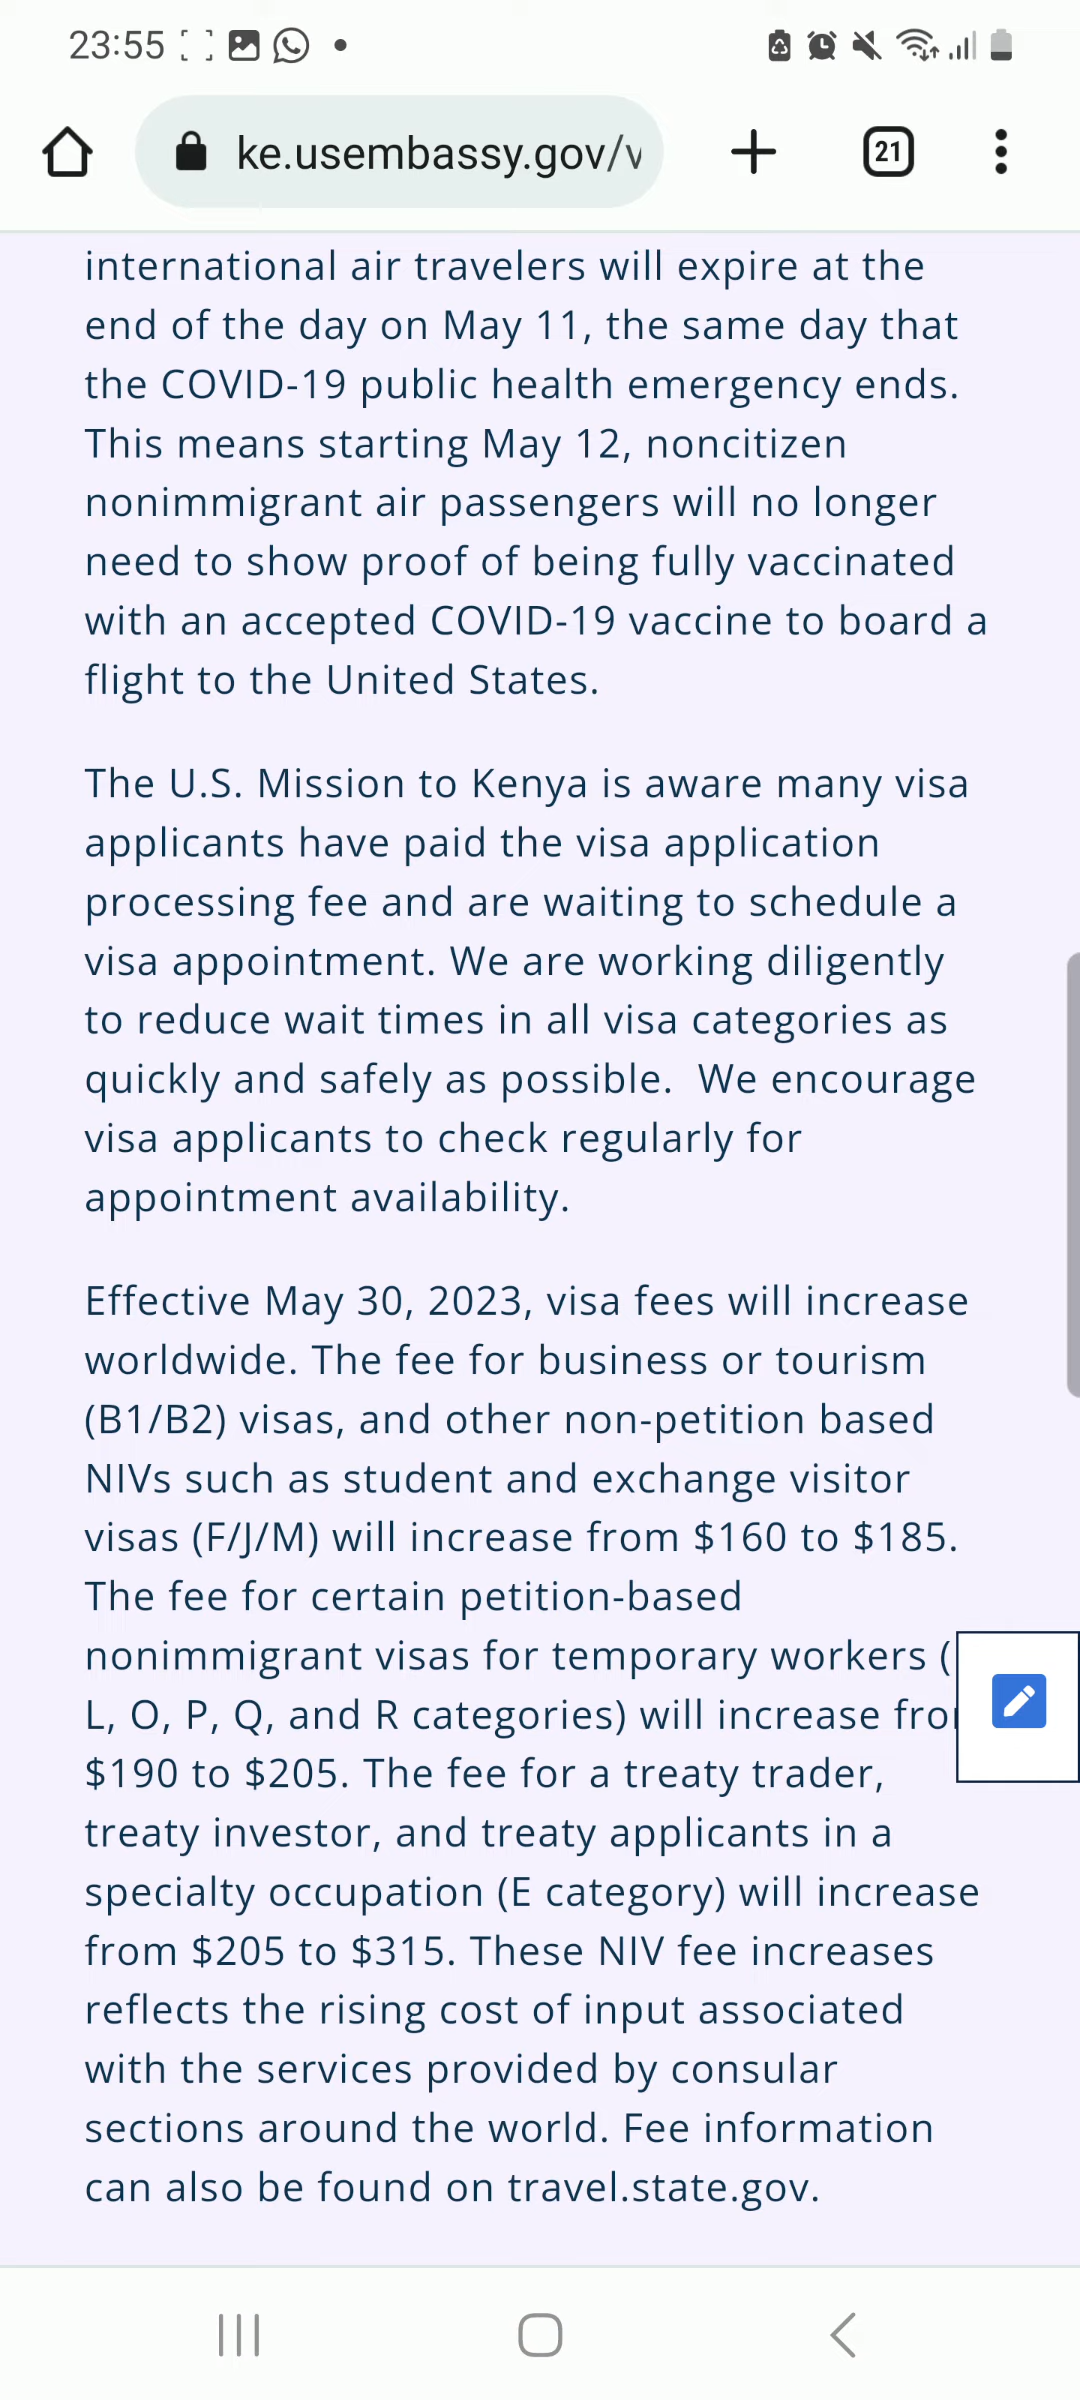 23:55
ke.usembassy.gov/v
21
international air travelers will expire at the
end of the day on May 11, the same day that
the COVID-19 public health emergency ends.
This means starting May 12, noncitizen
nonimmigrant air passengers will no longer
need to show proof of being fully vaccinated
with an accepted COVID-19 vaccine to board a
flight to the United States.
The U.S. Mission to Kenya is aware many visa
applicants have paid the visa application
processing fee and are waiting to schedule a
visa appointment. We are working diligently
to reduce wait times in all visa categories as
quickly and safely as possible.  We encourage
visa applicants to check regularly for
appointment availability.
Effective May 30, 2023, visa fees will increase
worldwide. The fee for business or tourism
(B1/B2) visas, and other non-petition based
NIVs such as student and exchange visitor
visas (F/J/M) will increase from $160 to $185.
The fee for certain petition-based
nonimmigrant visas for temporary workers (
L, O, P, Q, and R categories) will increase fro
$190 to $205. The fee for a treaty trader,
treaty investor, and treaty applicants in a
specialty occupation (E category) will increase
from $205 to $315. These NIV fee increases
reflects the rising cost of input associated
with the services provided by consular
sections around the world. Fee information
can also be found on travel.state.gov.